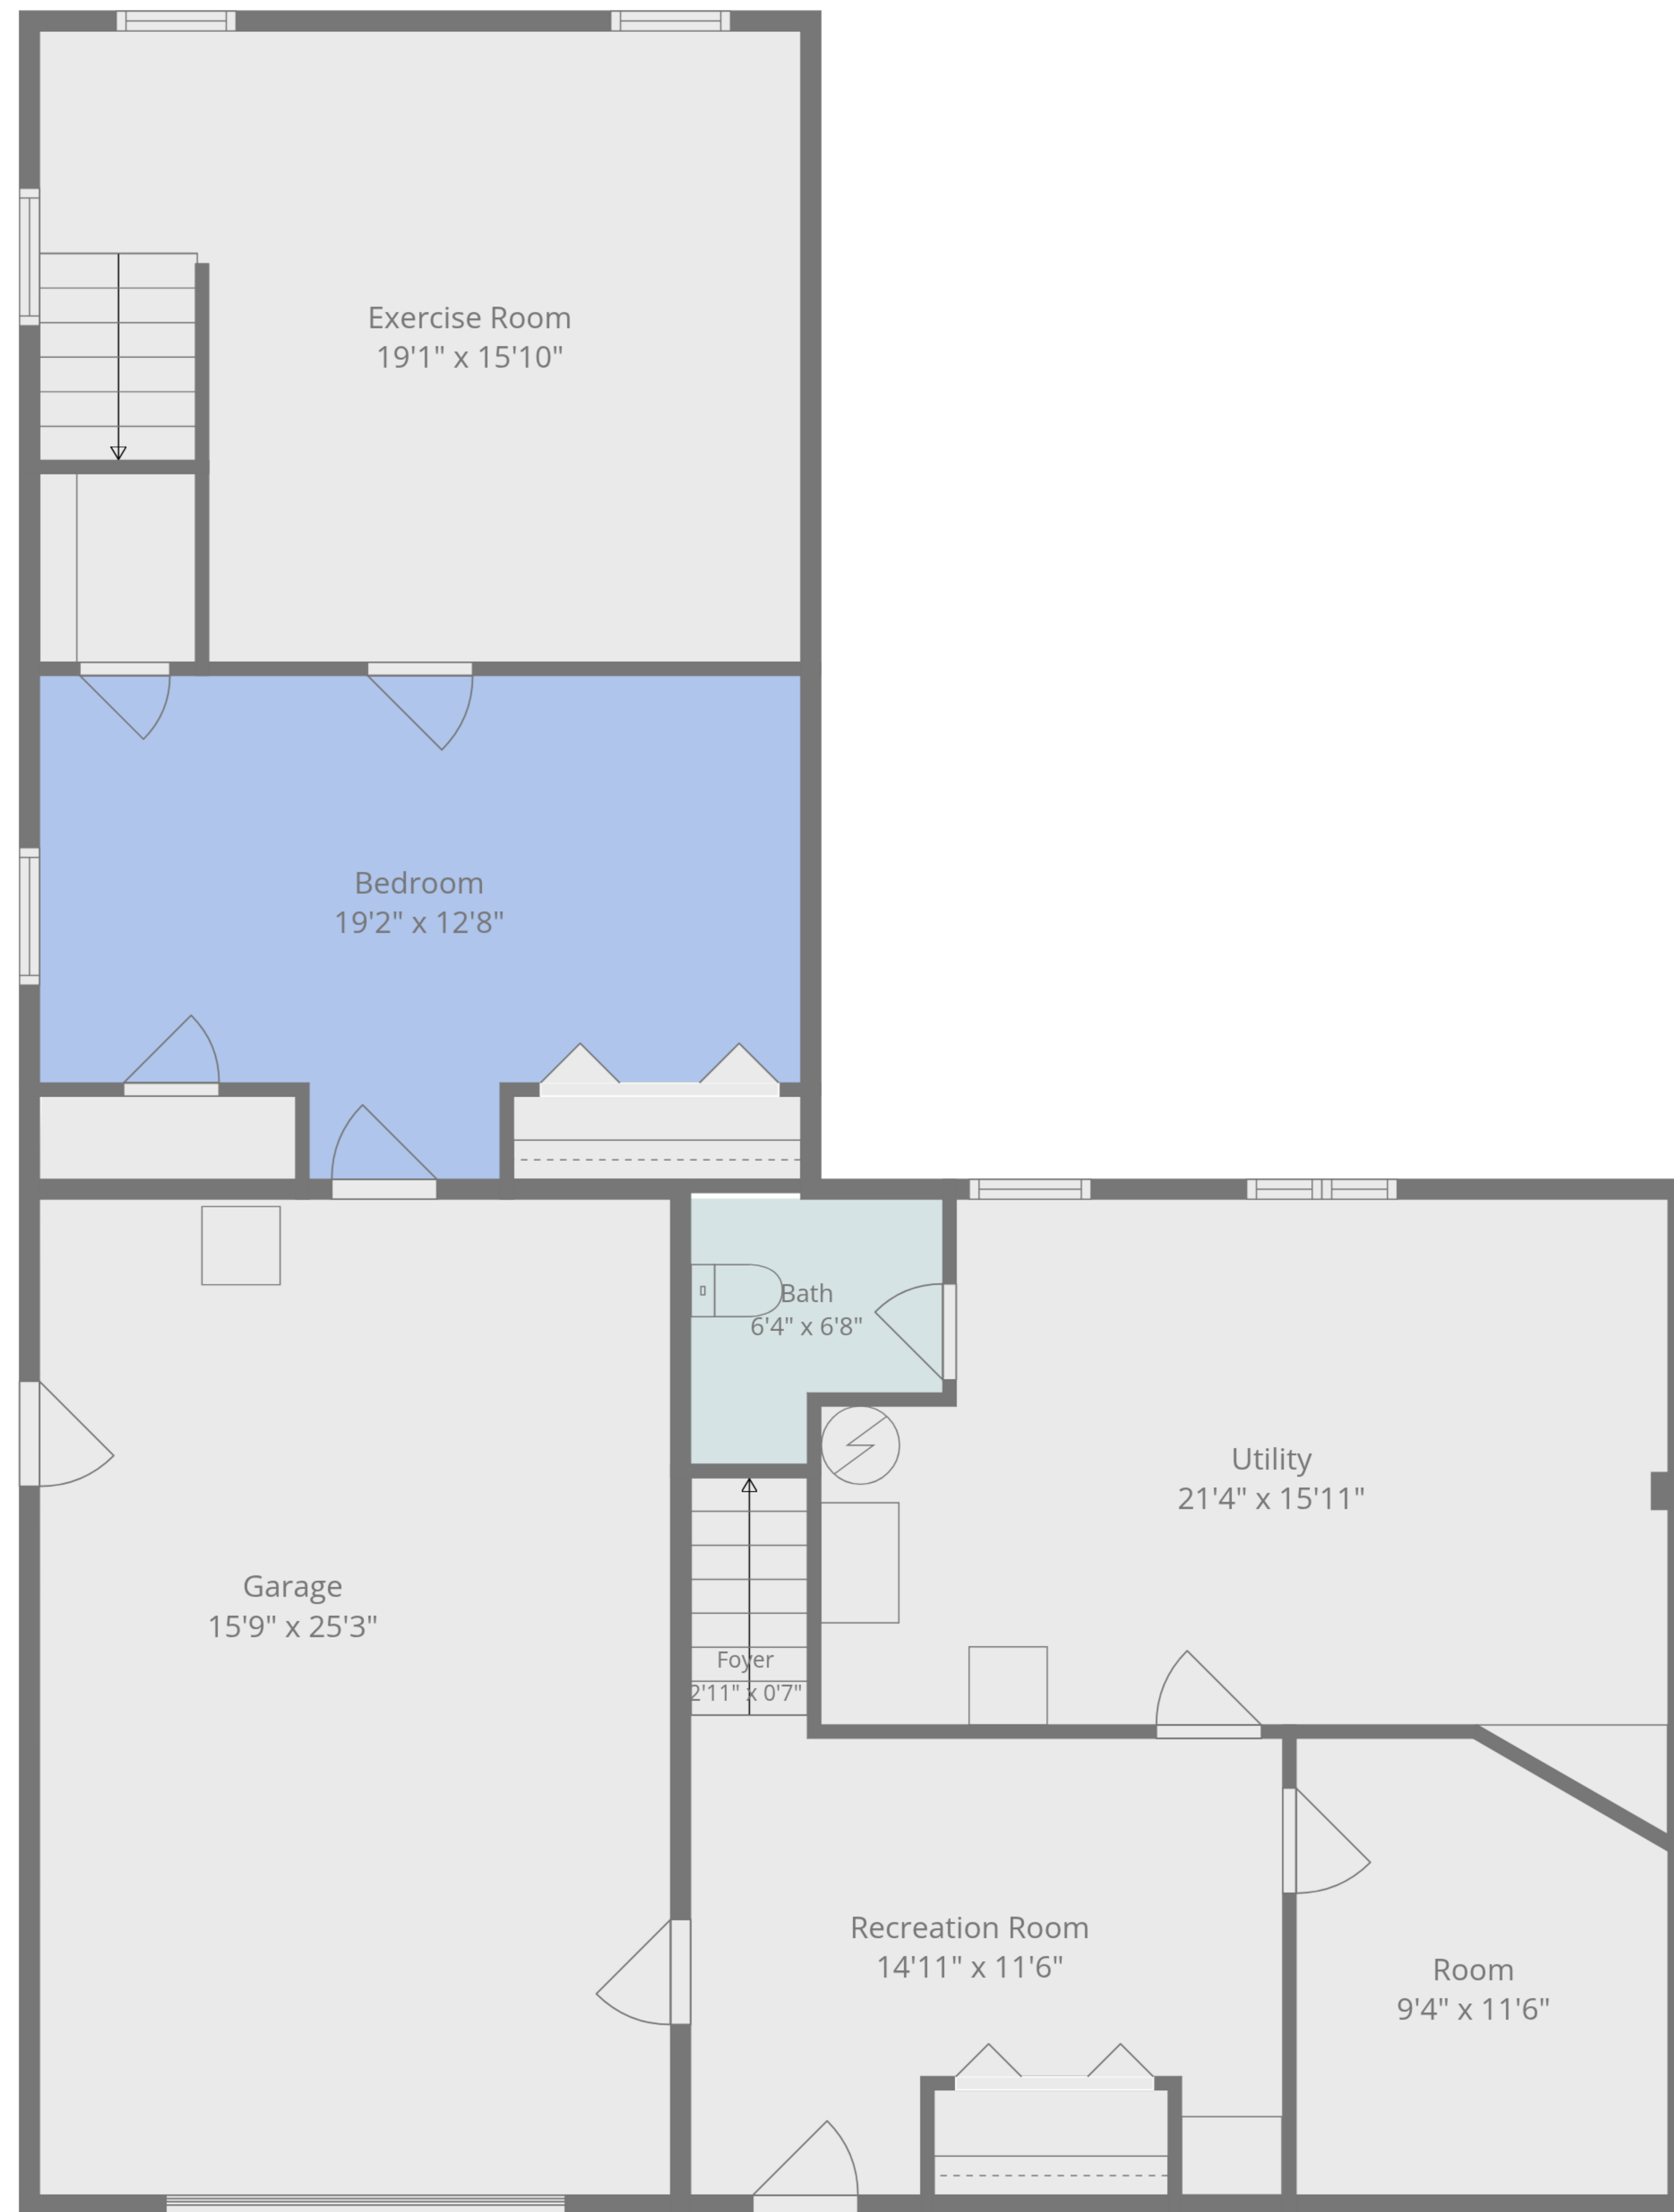 Exercise Room
19'1" x 15'10"
Bedroom
19'2" x 12'8"
Bath
6'4" x 6'8"
Utility
21'4" x 15'11"
Garage
15'9" x 25'3"
Foyer
2'11" x 0'7"
Recreation Room
14'11" x 11'6"
Room
9'4" x 11'6"